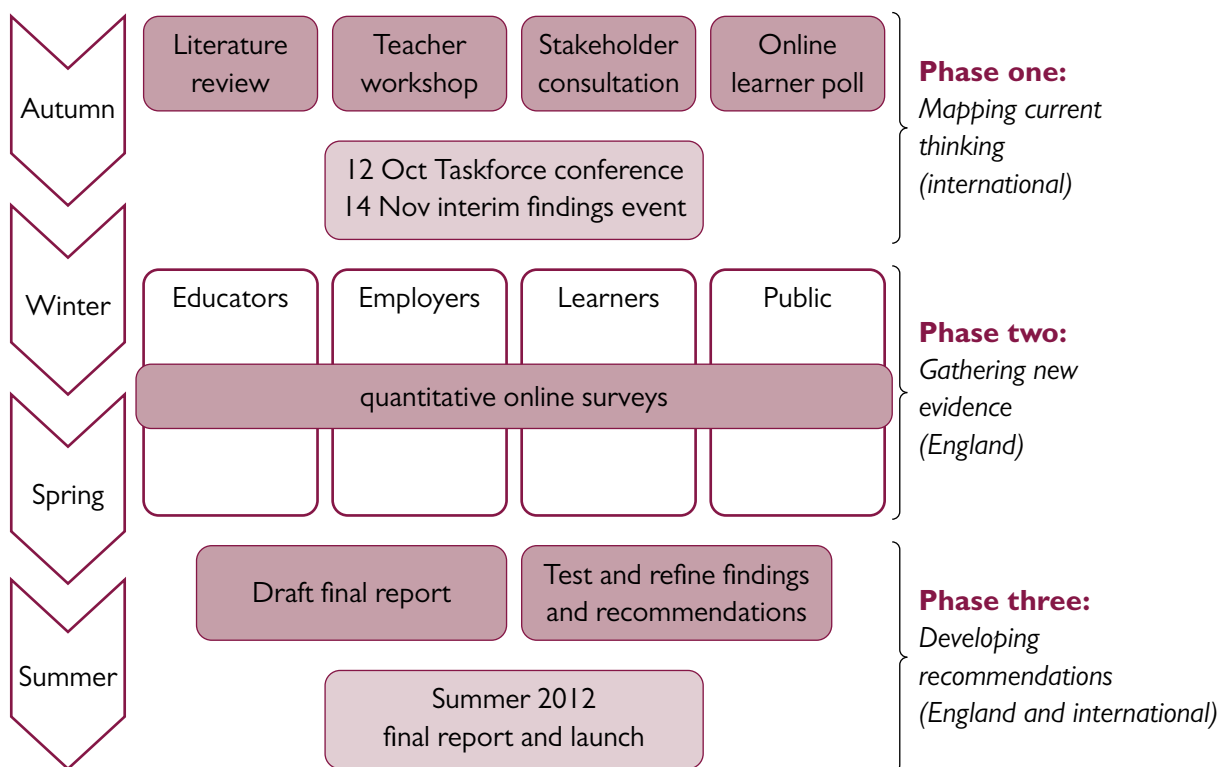 Autumn
Literature
review
Teacher
workshop
Stakeholder
consultation
Online
learner poll
12 Oct Taskforce conference
14 Nov interim findings event
Phase one:
Mapping current
thinking
(international)
Winter
Educators
Employers
Learners
Public
quantitative online surveys
Phase two:
Gathering new
evidence
(England)
Spring
Draft final report
Test and refine findings
and recommendations
Summer
Summer 2012
final report and launch
Phase three:
Developing
recommendations
(England and international)